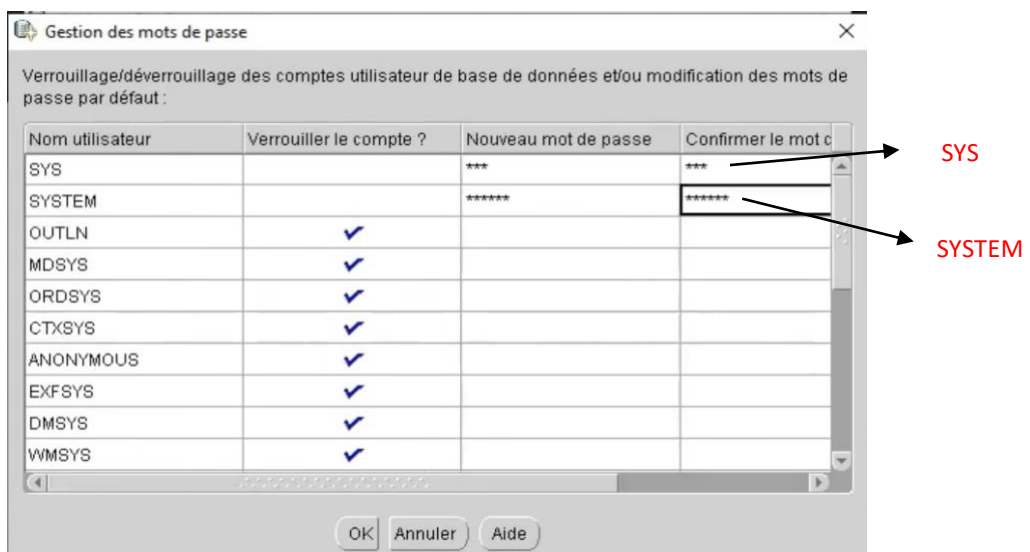 Gestion des mots de passe
Verrouillage/déverrouillage des comptes utilisateur de base de données et/ou modification des mots de
passe par défaut :
Nom utilisateur Verrouiller le compte ? Nouveau mot de passe Confirmer le mot d
SYS *** *** SYS
SYSTEM ****** ****** SYSTEM
OUTLN
MDSYS
ORDSYS
CTXSYS
ANONYMOUS
EXFSYS
DMSYS
WMSYS
OK Annuler Aide